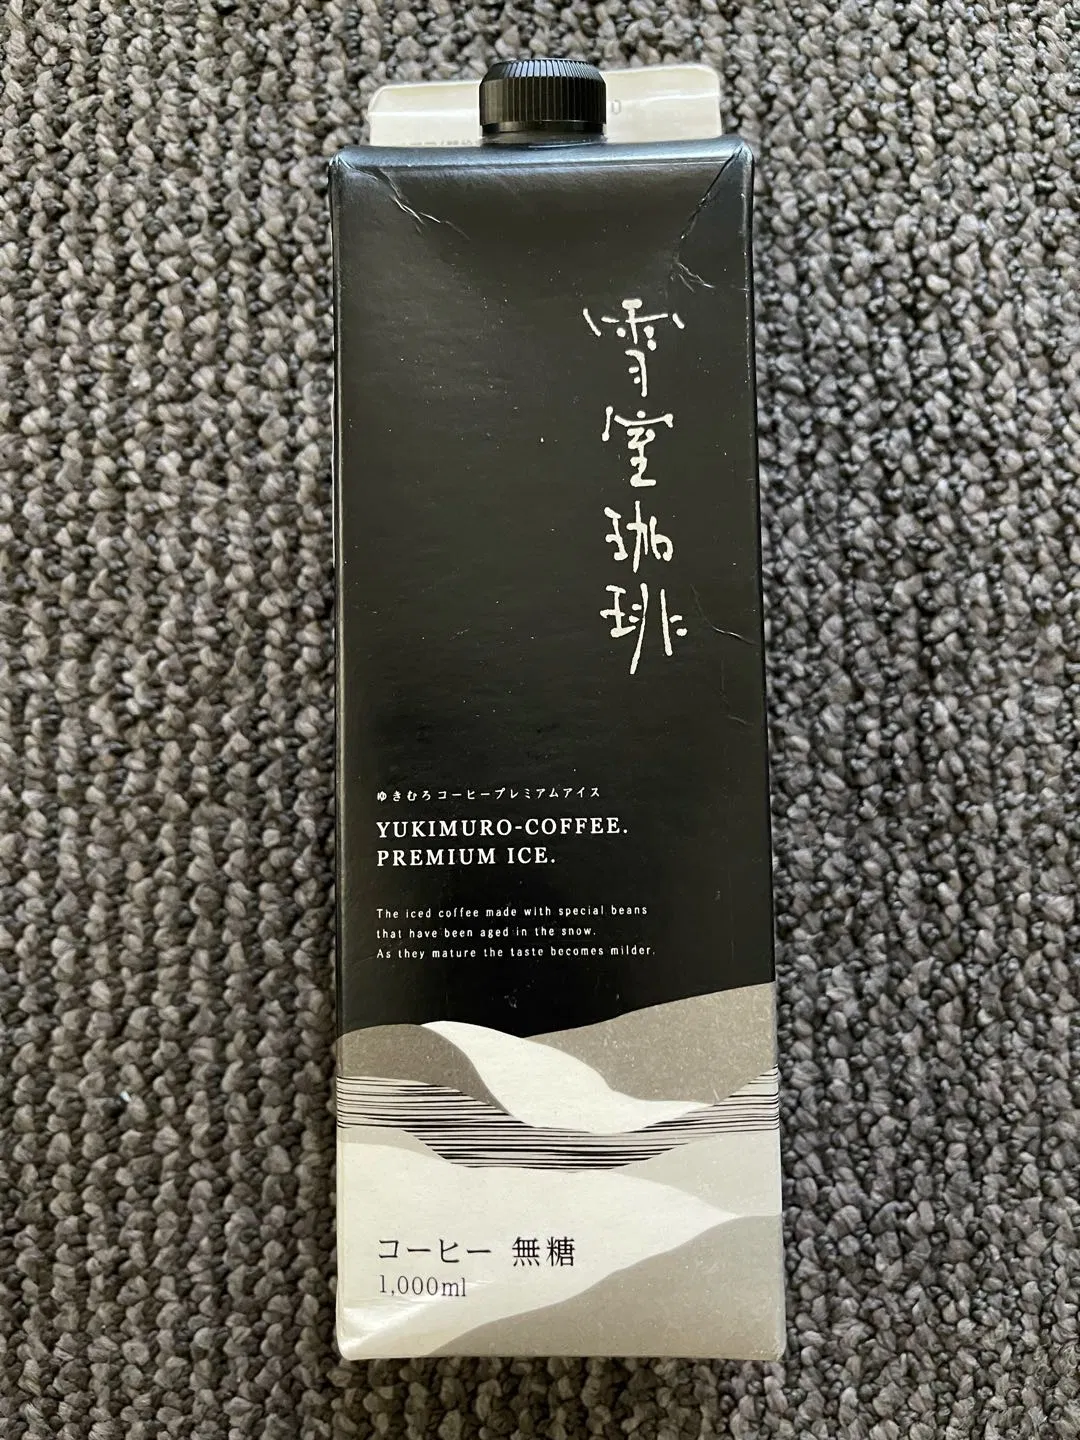 雪室珈琲
ゆきむろコーヒープレミアムアイス
YUKIMURO-COFFEE.
PREMIUM ICE.
The iced coffee made with special beans
that have been aged in the snow.
As they mature the taste becomes milder.
コーヒー 無糖
1,000ml